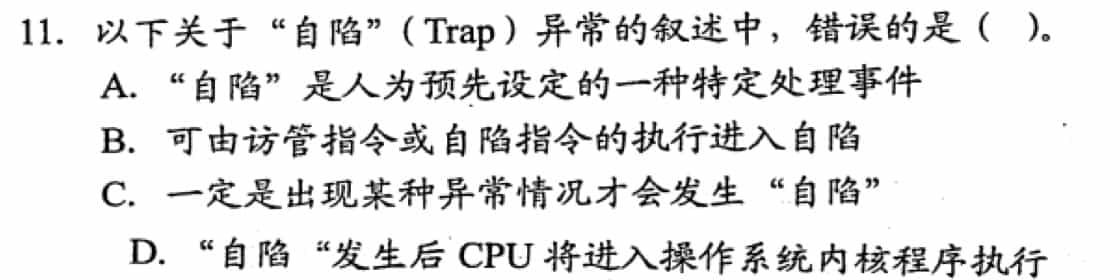 11. 以下关于“自陷”（Trap）异常的叙述中，错误的是（ ）。
A. “自陷”是人为预先设定的一种特定处理事件
B. 可由访管指令或自陷指令的执行进入自陷
C. 一定是出现某种异常情况才会发生“自陷”
D. “自陷“发生后 CPU 将进入操作系统内核程序执行